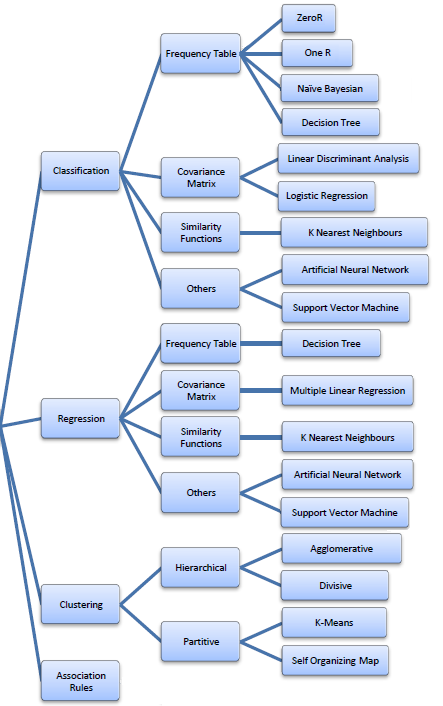 ZeroR
Frequency Table
One R
Naïve Bayesian
Decision Tree
Classification
Covariance
Matrix
Linear Discriminant Analysis
Logistic Regression
Similarity
Functions
K Nearest Neighbours
Others
Artificial Neural Network
Support Vector Machine
Regression
Frequency Table
Decision Tree
Covariance
Matrix
Multiple Linear Regression
Similarity
Functions
K Nearest Neighbours
Others
Artificial Neural Network
Support Vector Machine
Clustering
Hierarchical
Agglomerative
Divisive
Partitive
K-Means
Self Organizing Map
Association
Rules